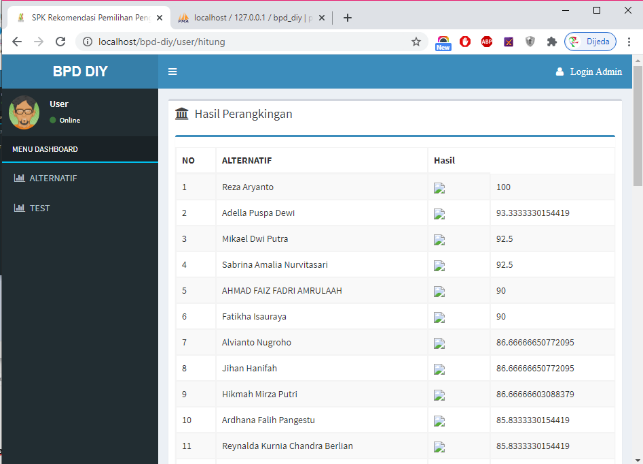 SPK Rekomendasi Pemilihan Pen
localhost / 127.0.0.1 / bpd_diy | p
localhost/bpd-diy/user/hitung
New
ABP
Dijeda
BPD DIY
Login Admin
User
Online
MENU DASHBOARD
ALTERNATIF
TEST
Hasil Perangkingan
NO ALTERNATIF Hasil
1 Reza Aryanto 100
2 Adella Puspa Dewi 93.3333330154419
3 Mikael Dwi Putra 92.5
4 Sabrina Amalia Nurvitasari 92.5
5 AHMAD FAIZ FADRI AMRULAAH 90
6 Fatikha Isauraya 90
7 Alvianto Nugroho 86.66666650772095
8 Jihan Hanifah 86.66666650772095
9 Hikmah Mirza Putri 86.66666603088379
10 Ardhana Falih Pangestu 85.8333330154419
11 Reynalda Kurnia Chandra Berlian 85.8333330154419